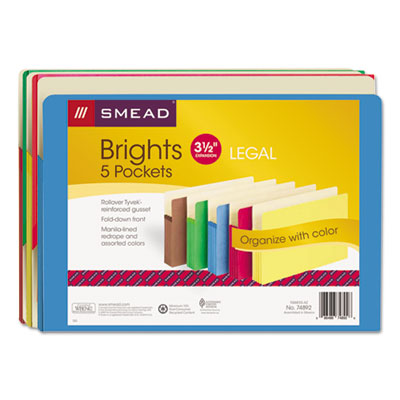 SMEAD
Brights
5 Pockets
3½"
EXPANSION
LEGAL
Rollover Tyvek-
reinforced gusset
Fold-down front
Manila-lined
redrope and
assorted colors
Organize with color
No. 74892